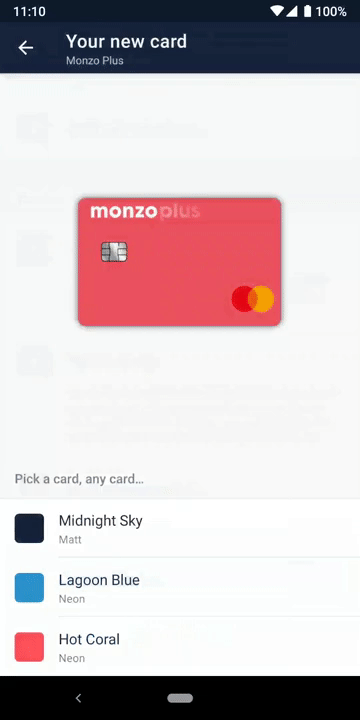 11:10
100%
Your new card
Monzo Plus
monzo plus
Pick a card, any card...
Midnight Sky
Matt
Lagoon Blue
Neon
Hot Coral
Neon